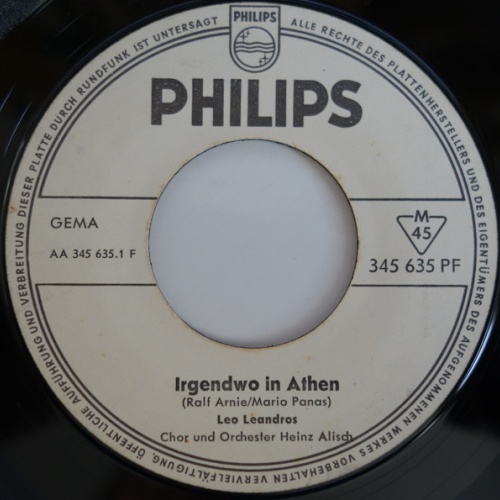 ALLE RECHTE DES PLATTENHERSTELLERS UND DES EIGENTÜMERS DES AUFGENOMMENEN WERKES VORBEHALTEN VERVIELFÄLTIGUNG, ÖFFENTLICHE AUFFÜHRUNG UND VERBREITUNG DIESER PLATTE DURCH RUNDFUNK IST UNTERSAGT
PHILIPS
PHILIPS
GEMA
AA 345 635.1 F
M
45
345 635 PF
Irgendwo in Athen
(Ralf Arnie/Mario Panas)
Leo Leandros
Chor und Orchester Heinz Alisch